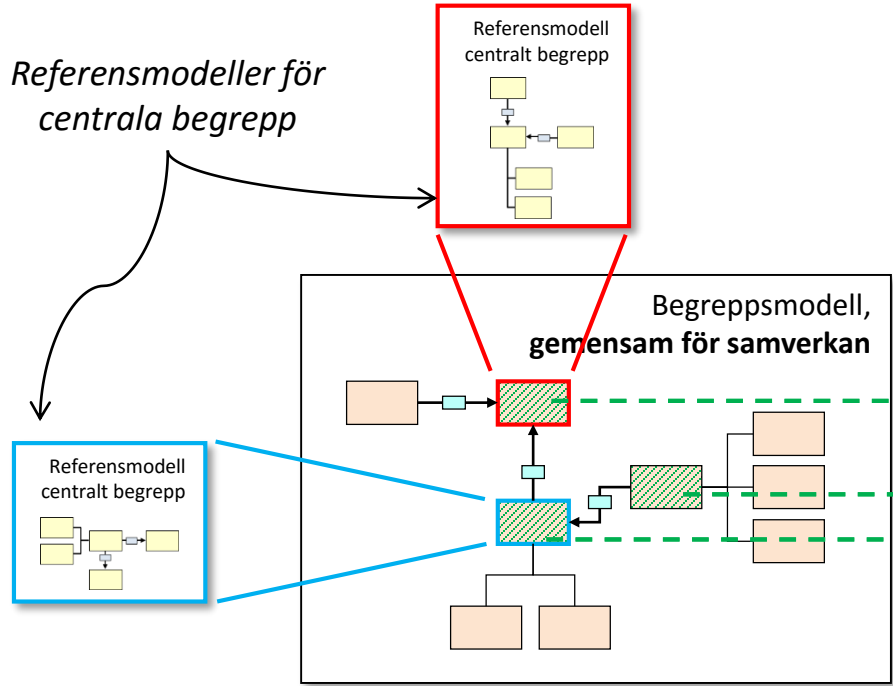 Referensmodeller för
centrala begrepp
Referensmodell
centralt begrepp
Begreppsmodell,
gemensam för samverkan
Referensmodell
centralt begrepp